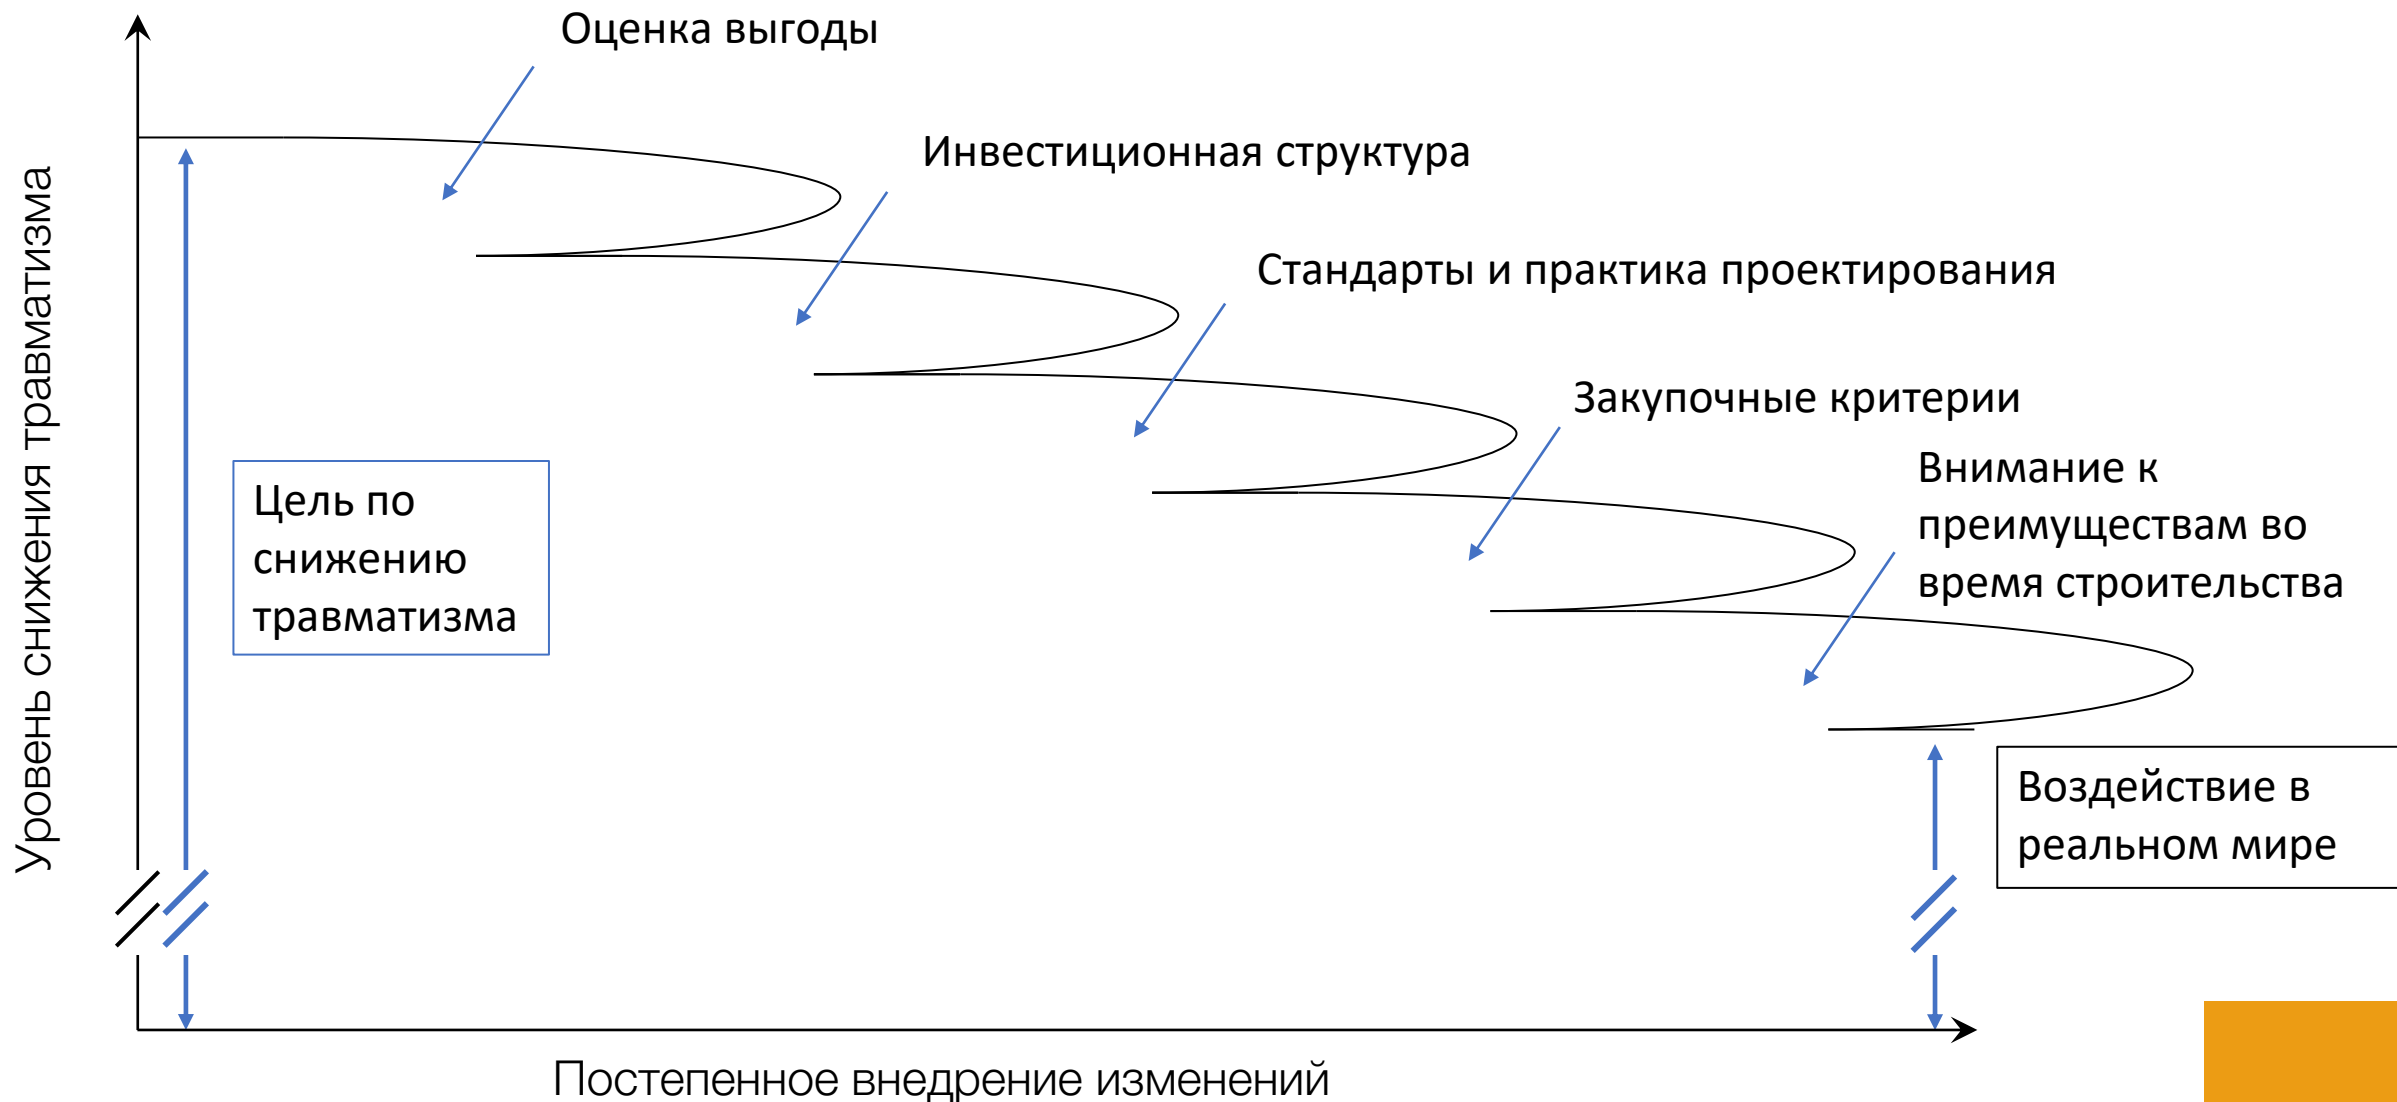 Оценка выгоды
Инвестиционная структура
Стандарты и практика проектирования
Закупочные критерии
Внимание к
преимуществам во
время строительства
Уровень снижения травматизма
Цель по
снижению
травматизма
Воздействие в
реальном мире
Постепенное внедрение изменений